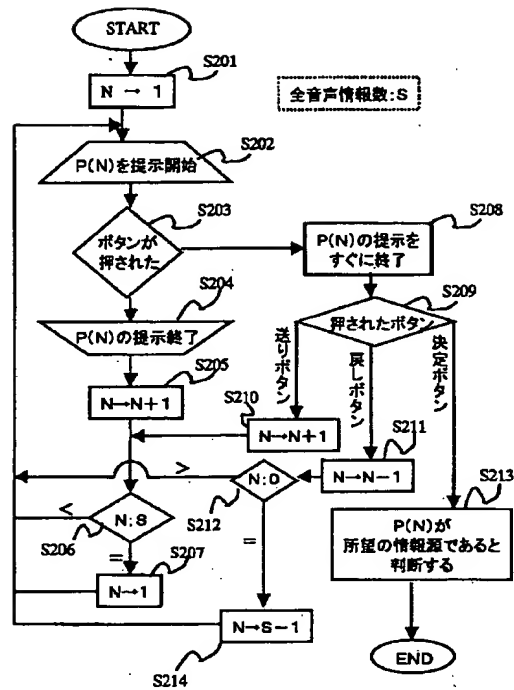 START
S201
N → 1
全音声情報数:S
S202
P(N)を提示開始
S203
ボタンが
押された
S208
P(N)の提示を
すぐに終了
S204
P(N)の提示終了
S209
押されたボタン
送りボタン
戻しボタン
決定ボタン
S205
N→N+1
S210
N→N+1
S211
N→N-1
>
N:0
S212
=
<
N:S
S206
=
S207
N→1
S213
P(N)が
所望の情報源であると
判断する
N→S-1
S214
END